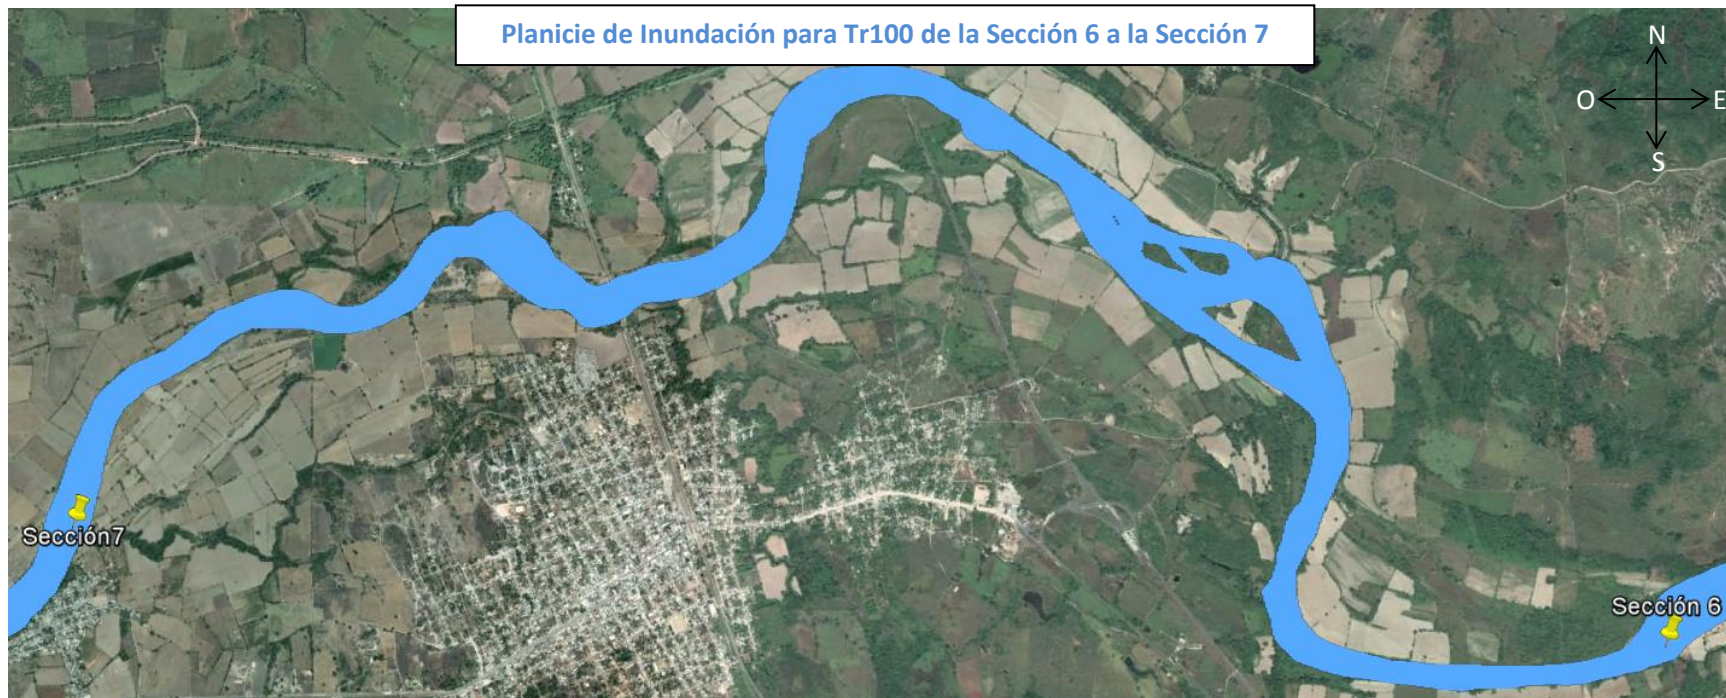 Planicie de Inundación para Tr100 de la Sección 6 a la Sección 7
N
O E
S
Sección7
Sección 6